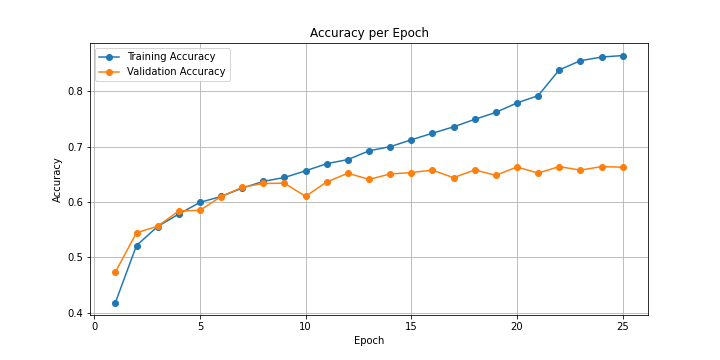 Accuracy per Epoch
Training Accuracy
Validation Accuracy
0.8
0.7
0.6
0.5
0.4
Accuracy
0 5 10 15 20 25
Epoch